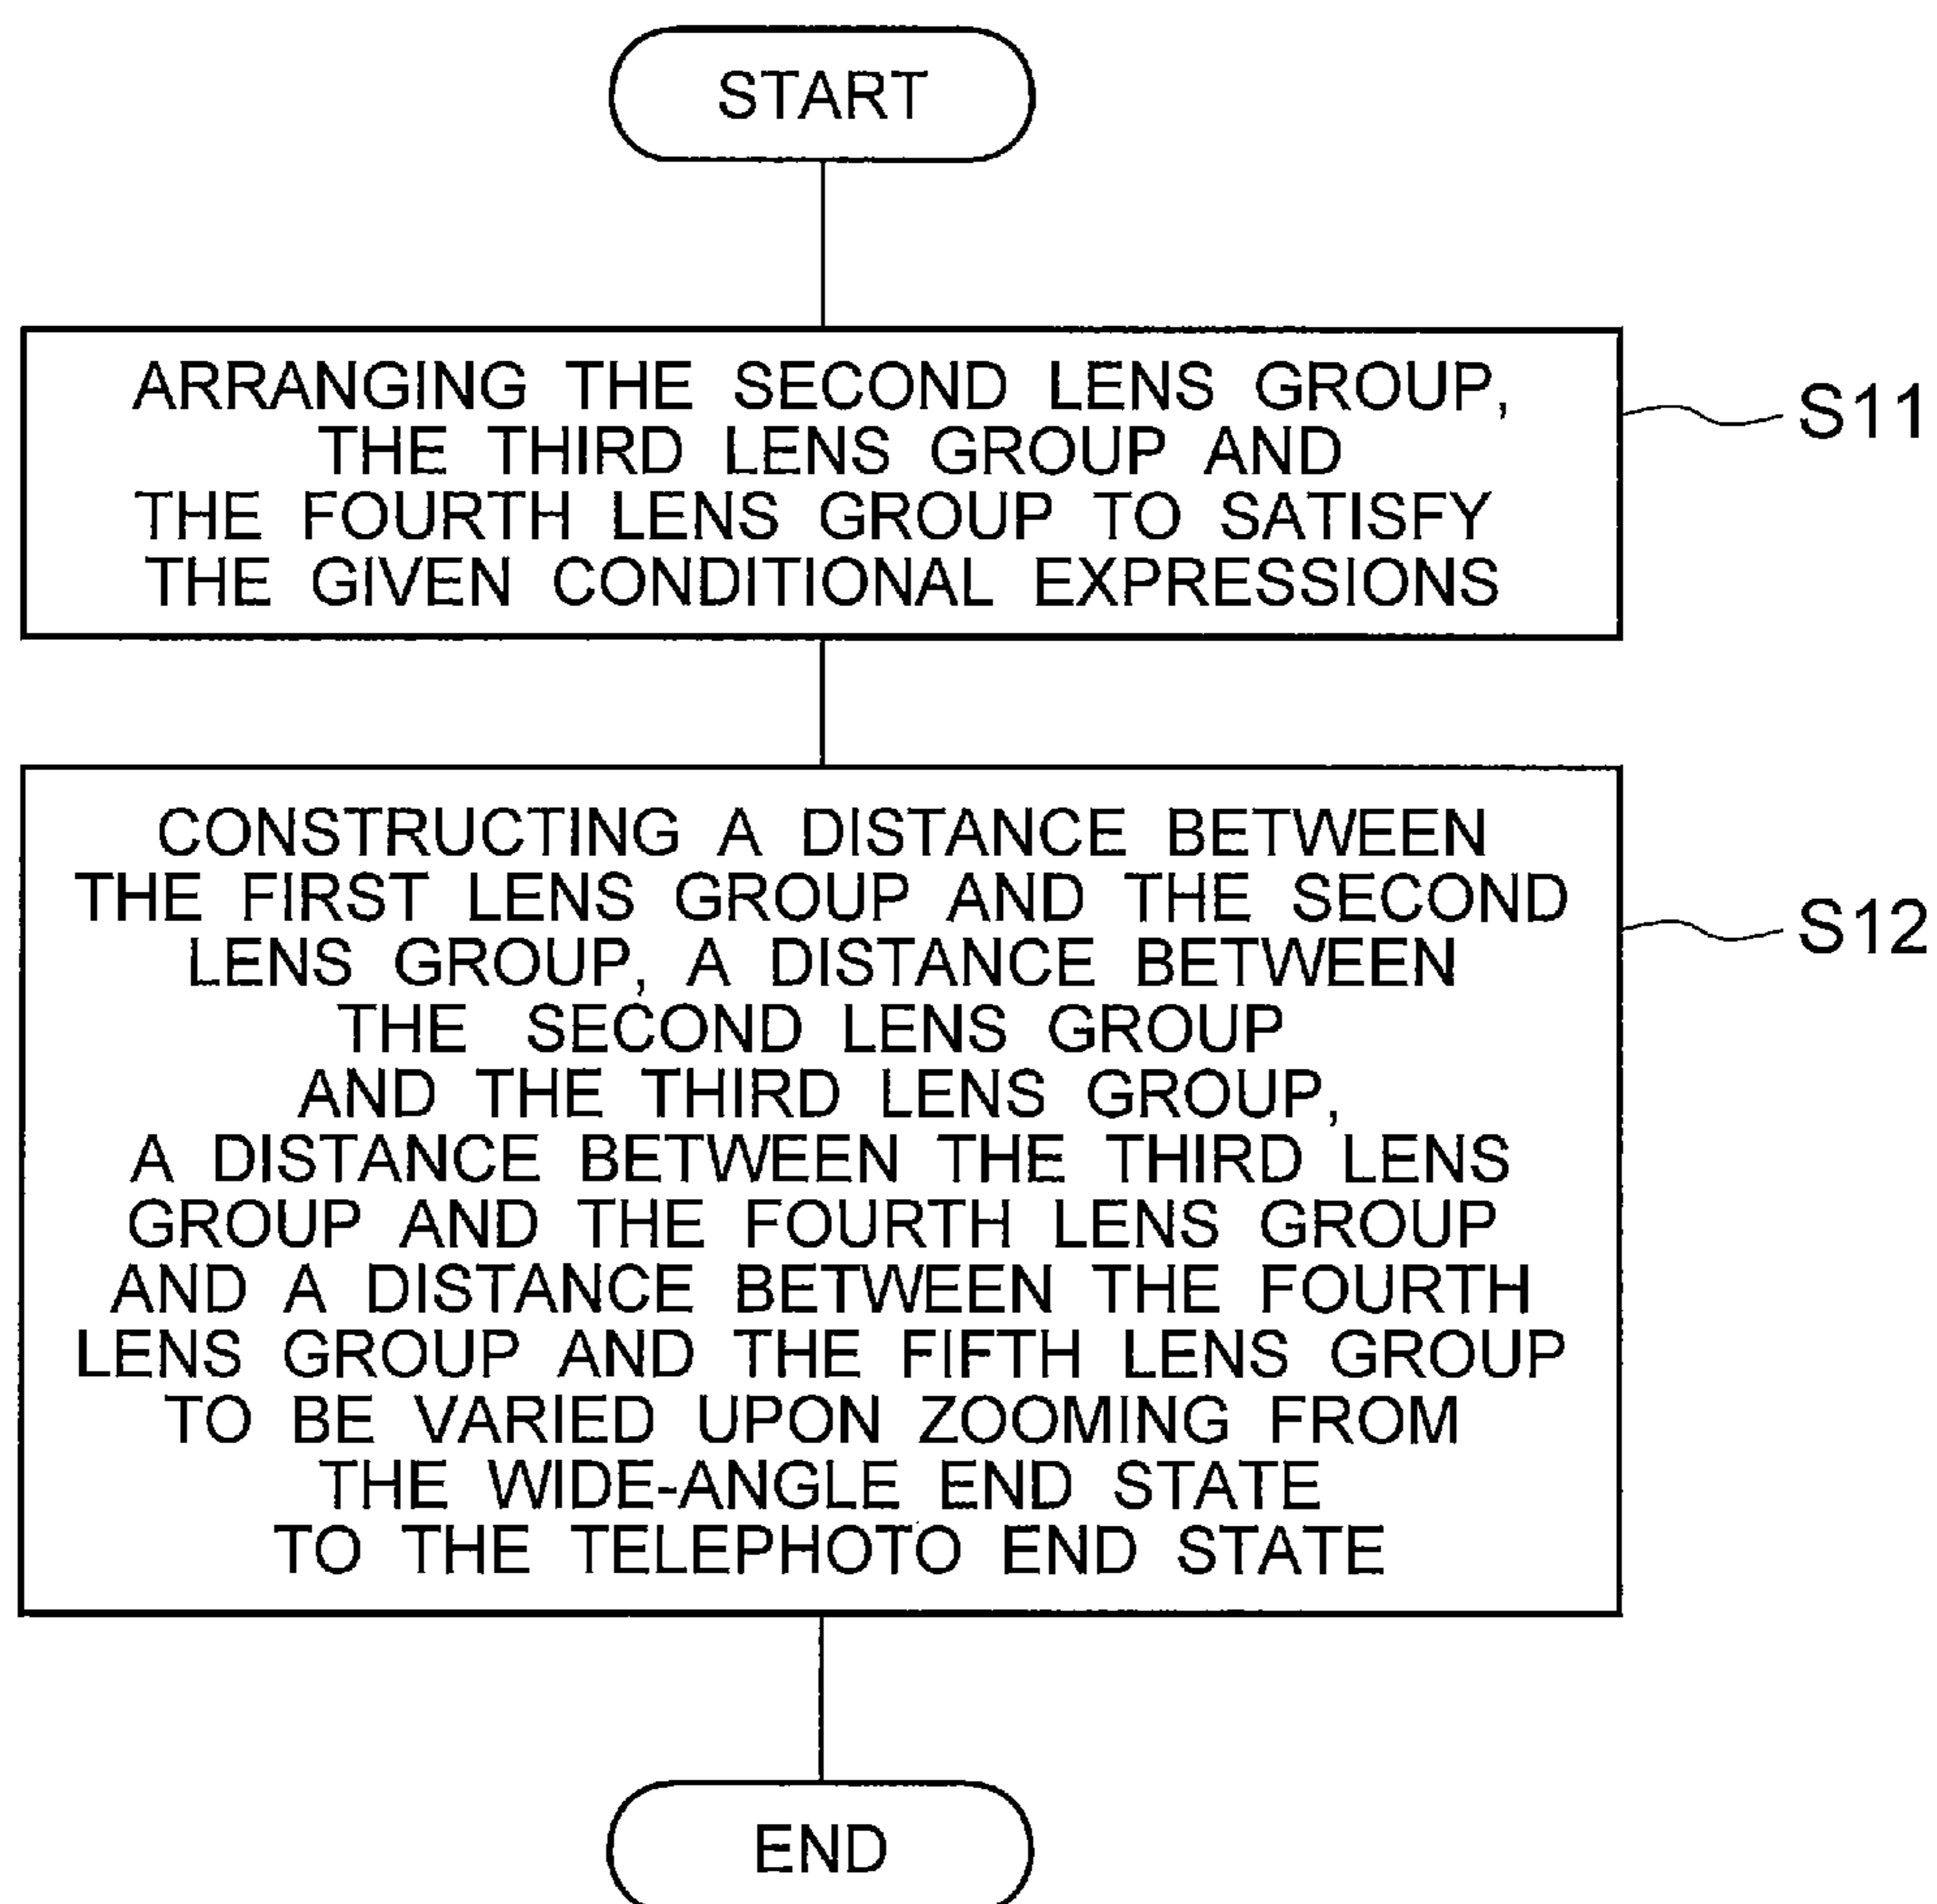 START
ARRANGING THE SECOND LENS GROUP,
THE THIRD LENS GROUP AND
THE FOURTH LENS GROUP TO SATISFY
THE GIVEN CONDITIONAL EXPRESSIONS
S11
CONSTRUCTING A DISTANCE BETWEEN
THE FIRST LENS GROUP AND THE SECOND
LENS GROUP, A DISTANCE BETWEEN
THE SECOND LENS GROUP
AND THE THIRD LENS GROUP,
A DISTANCE BETWEEN THE THIRD LENS
GROUP AND THE FOURTH LENS GROUP
AND A DISTANCE BETWEEN THE FOURTH
LENS GROUP AND THE FIFTH LENS GROUP
TO BE VARIED UPON ZOOMING FROM
THE WIDE-ANGLE END STATE
TO THE TELEPHOTO END STATE
S12
END